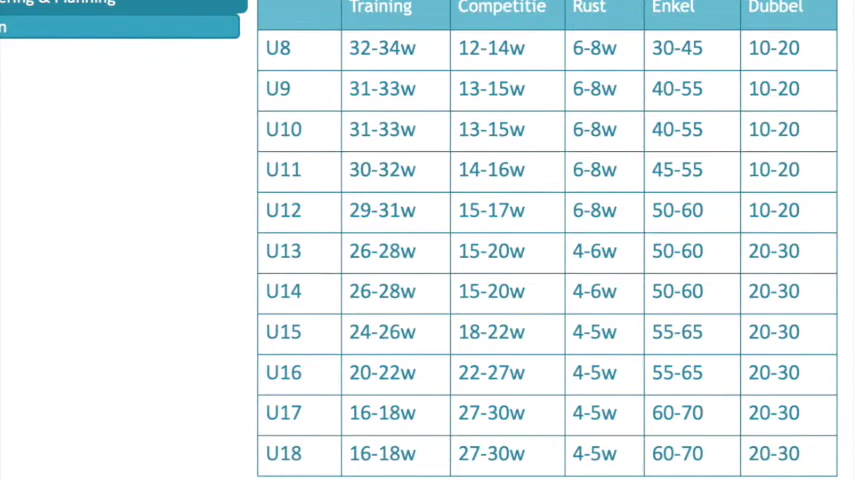 & Planning
Training Competitie Rust Enkel Dubbel
U8 32-34w 12-14w 6-8w 30-45 10-20
U9 31-33w 13-15w 6-8w 40-55 10-20
U10 31-33w 13-15w 6-8w 40-55 10-20
U11 30-32w 14-16w 6-8w 45-55 10-20
U12 29-31w 15-17w 6-8w 50-60 10-20
U13 26-28w 15-20w 4-6w 50-60 20-30
U14 26-28w 15-20w 4-6w 50-60 20-30
U15 24-26w 18-22w 4-5w 55-65 20-30
U16 20-22w 22-27w 4-5w 55-65 20-30
U17 16-18w 27-30w 4-5w 60-70 20-30
U18 16-18w 27-30w 4-5w 60-70 20-30